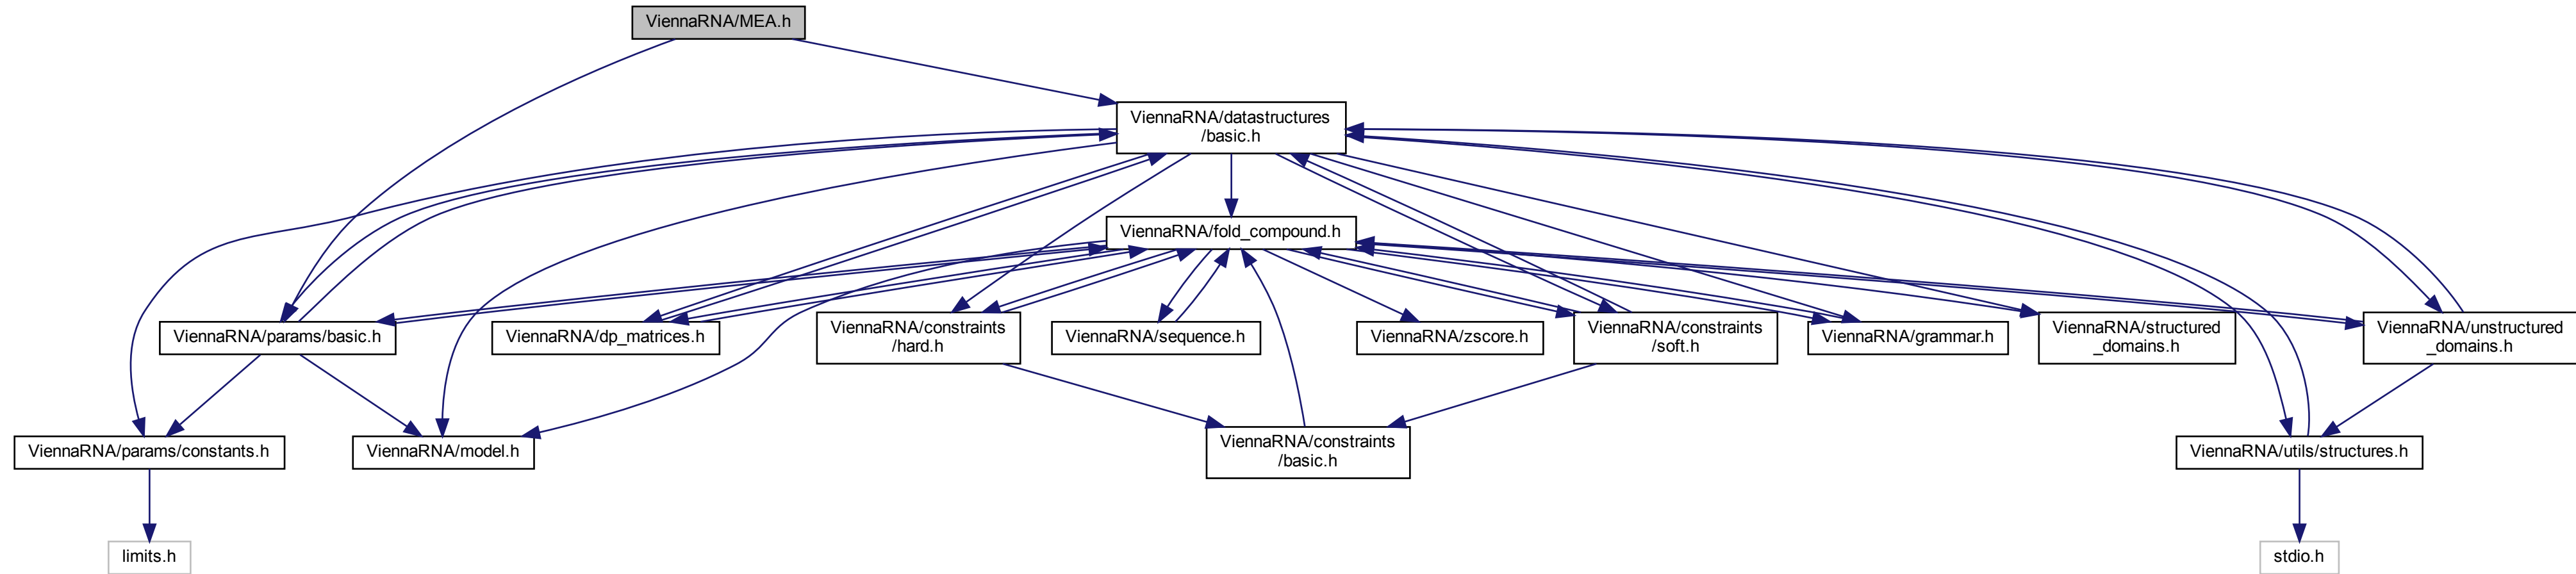 ViennaRNA/MEA.h
ViennaRNA/datastructures
/basic.h
ViennaRNA/fold_compound.h
ViennaRNA/params/basic.h
ViennaRNA/dp_matrices.h
ViennaRNA/constraints
/hard.h
ViennaRNA/sequence.h
ViennaRNA/zscore.h
ViennaRNA/constraints
/soft.h
ViennaRNA/grammar.h
ViennaRNA/structured
_domains.h
ViennaRNA/unstructured
_domains.h
ViennaRNA/params/constants.h
ViennaRNA/model.h
ViennaRNA/constraints
/basic.h
ViennaRNA/utils/structures.h
limits.h
stdio.h